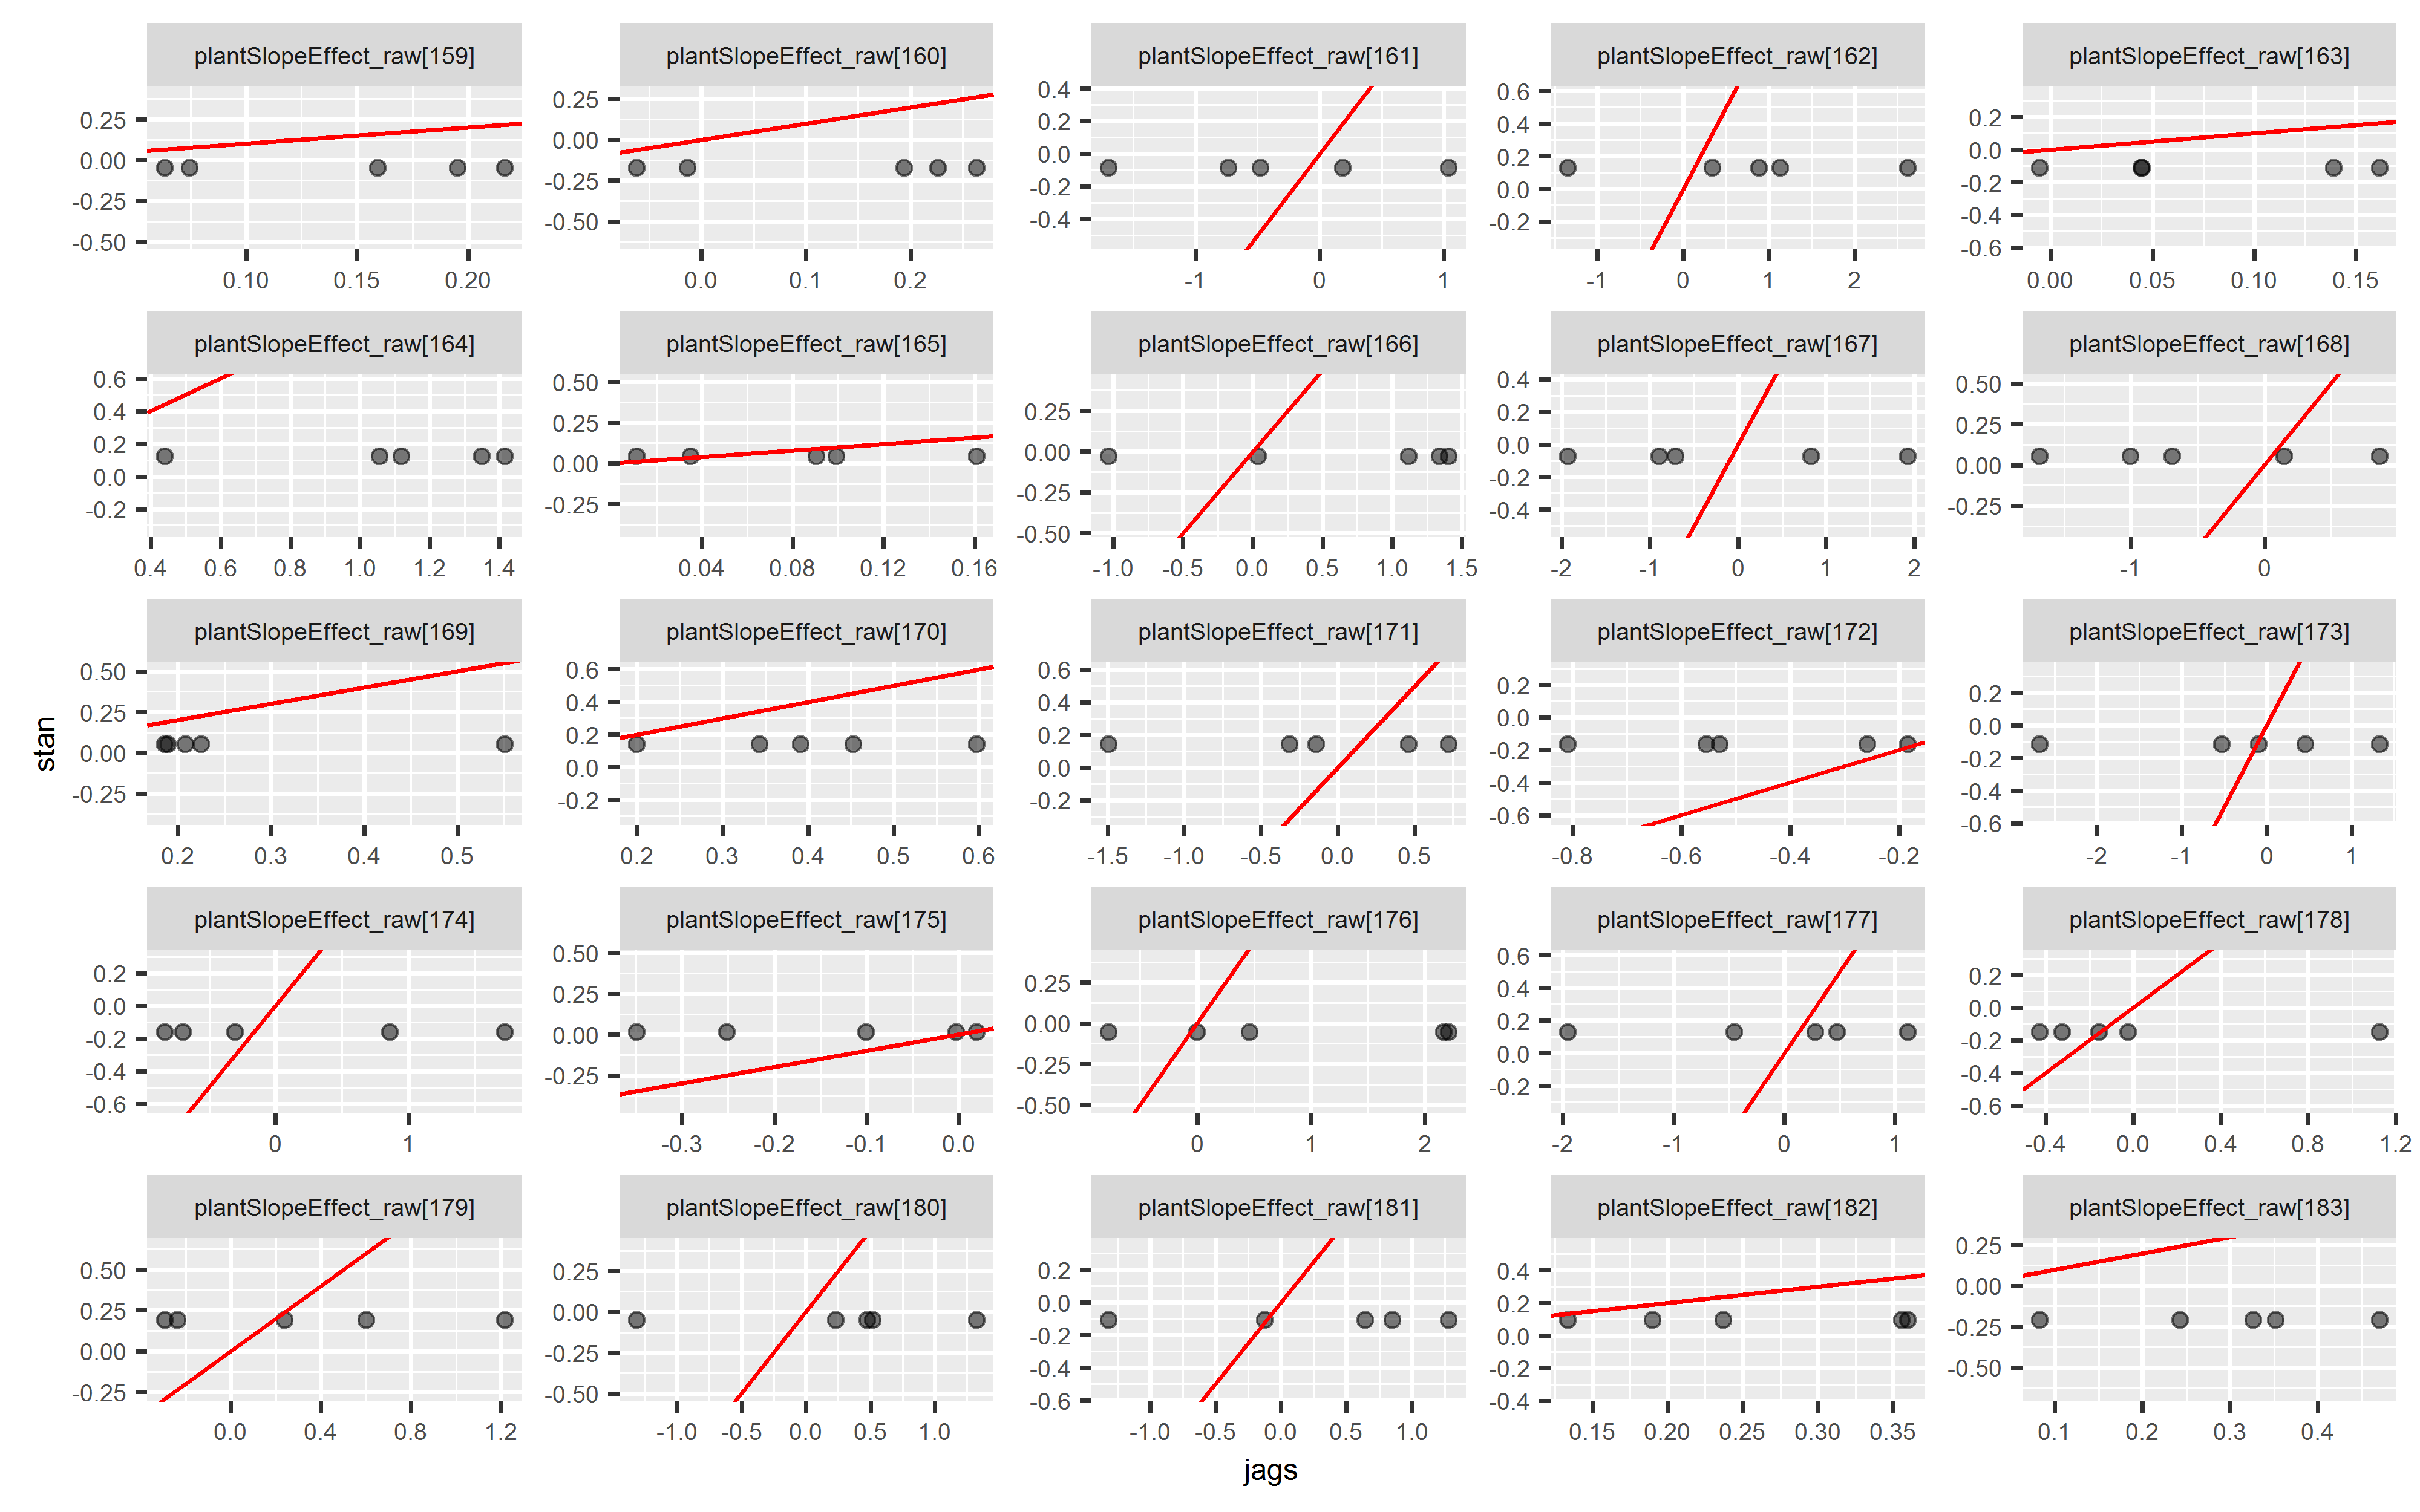 plantSlopeEffect_raw[159] plantSlopeEffect_raw[160] plantSlopeEffect_raw[161] plantSlopeEffect_raw[162] plantSlopeEffect_raw[163]
0.25 0.00 -0.25 -0.50
0.25 0.00 -0.25 -0.50
0.4 0.2 0.0 -0.2 -0.4
0.6 0.4 0.2 0.0 -0.2
0.2 0.0 -0.2 -0.4 -0.6
0.10 0.15 0.20
0.0 0.1 0.2
-1 0 1
-1 0 1 2
0.00 0.05 0.10 0.15
plantSlopeEffect_raw[164] plantSlopeEffect_raw[165] plantSlopeEffect_raw[166] plantSlopeEffect_raw[167] plantSlopeEffect_raw[168]
0.6 0.4 0.2 0.0 -0.2
0.50 0.25 0.00 -0.25
0.25 0.00 -0.25 -0.50
0.4 0.2 0.0 -0.2 -0.4
0.50 0.25 0.00 -0.25
0.4 0.6 0.8 1.0 1.2 1.4
0.04 0.08 0.12 0.16
-1.0 -0.5 0.0 0.5 1.0 1.5
-2 -1 0 1 2
-1 0
plantSlopeEffect_raw[169] plantSlopeEffect_raw[170] plantSlopeEffect_raw[171] plantSlopeEffect_raw[172] plantSlopeEffect_raw[173]
0.50 0.25 0.00 -0.25
0.6 0.4 0.2 0.0 -0.2
0.6 0.4 0.2 0.0 -0.2
0.2 0.0 -0.2 -0.4 -0.6
0.2 0.0 -0.2 -0.4 -0.6
0.2 0.3 0.4 0.5
0.2 0.3 0.4 0.5 0.6
-1.5 -1.0 -0.5 0.0 0.5
-0.8 -0.6 -0.4 -0.2
-2 -1 0 1
stan
plantSlopeEffect_raw[174] plantSlopeEffect_raw[175] plantSlopeEffect_raw[176] plantSlopeEffect_raw[177] plantSlopeEffect_raw[178]
0.2 0.0 -0.2 -0.4 -0.6
0.50 0.25 0.00 -0.25
0.25 0.00 -0.25 -0.50
0.6 0.4 0.2 0.0 -0.2
0.2 0.0 -0.2 -0.4 -0.6
0 1
-0.3 -0.2 -0.1 0.0
0 1 2
-2 -1 0 1
-0.4 0.0 0.4 0.8 1.2
plantSlopeEffect_raw[179] plantSlopeEffect_raw[180] plantSlopeEffect_raw[181] plantSlopeEffect_raw[182] plantSlopeEffect_raw[183]
0.50 0.25 0.00 -0.25
0.25 0.00 -0.25 -0.50
0.2 0.0 -0.2 -0.4 -0.6
0.4 0.2 0.0 -0.2 -0.4
0.25 0.00 -0.25 -0.50
0.0 0.4 0.8 1.2
-1.0 -0.5 0.0 0.5 1.0
-1.0 -0.5 0.0 0.5 1.0
0.15 0.20 0.25 0.30 0.35
0.1 0.2 0.3 0.4
jags